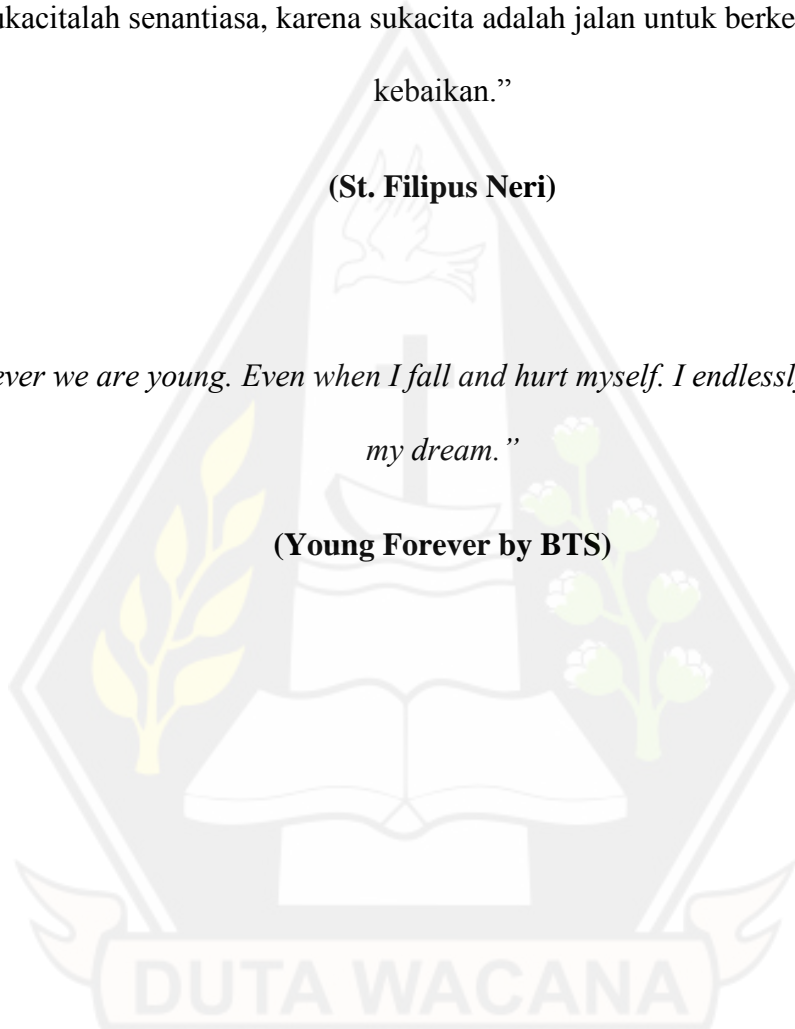 ukacitalah senantiasa, karena sukacita adalah jalan untuk berke
kebaikan.”
(St. Filipus Neri)
ever we are young. Even when I fall and hurt myself. I endlessly
my dream.”
(Young Forever by BTS)
DUTA WACANA